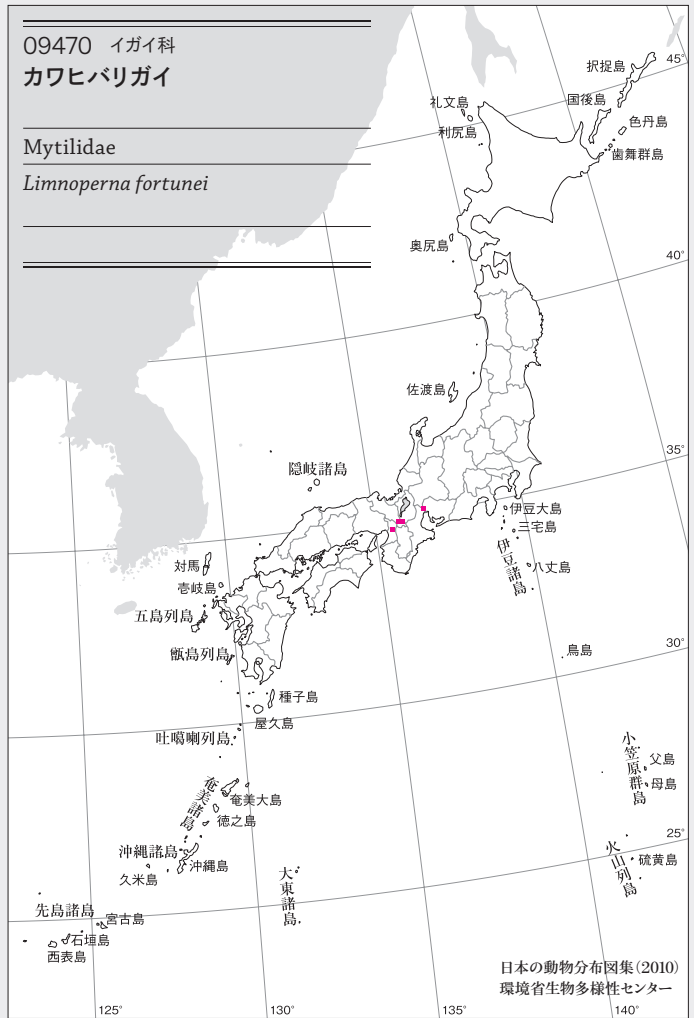 09470 イガイ科
カワヒバリガイ
Mytilidae
Limnoperna fortunei
択捉島
45°
礼文島
国後島
利尻島
色丹島
歯舞群島
奥尻島
40°
佐渡島
35°
隠岐諸島
伊豆大島
三宅島
伊豆諸島
八丈島
対馬
壱岐島
五島列島
甑島列島
鳥島
30°
種子島
屋久島
吐噶喇列島
小笠原群島
父島
母島
奄美諸島
奄美大島
徳之島
25°
沖縄諸島
沖縄島
久米島
火山列島
硫黄島
大東諸島
先島諸島
宮古島
石垣島
西表島
日本の動物分布図集(2010)
環境省生物多様性センター
125°
130°
135°
140°